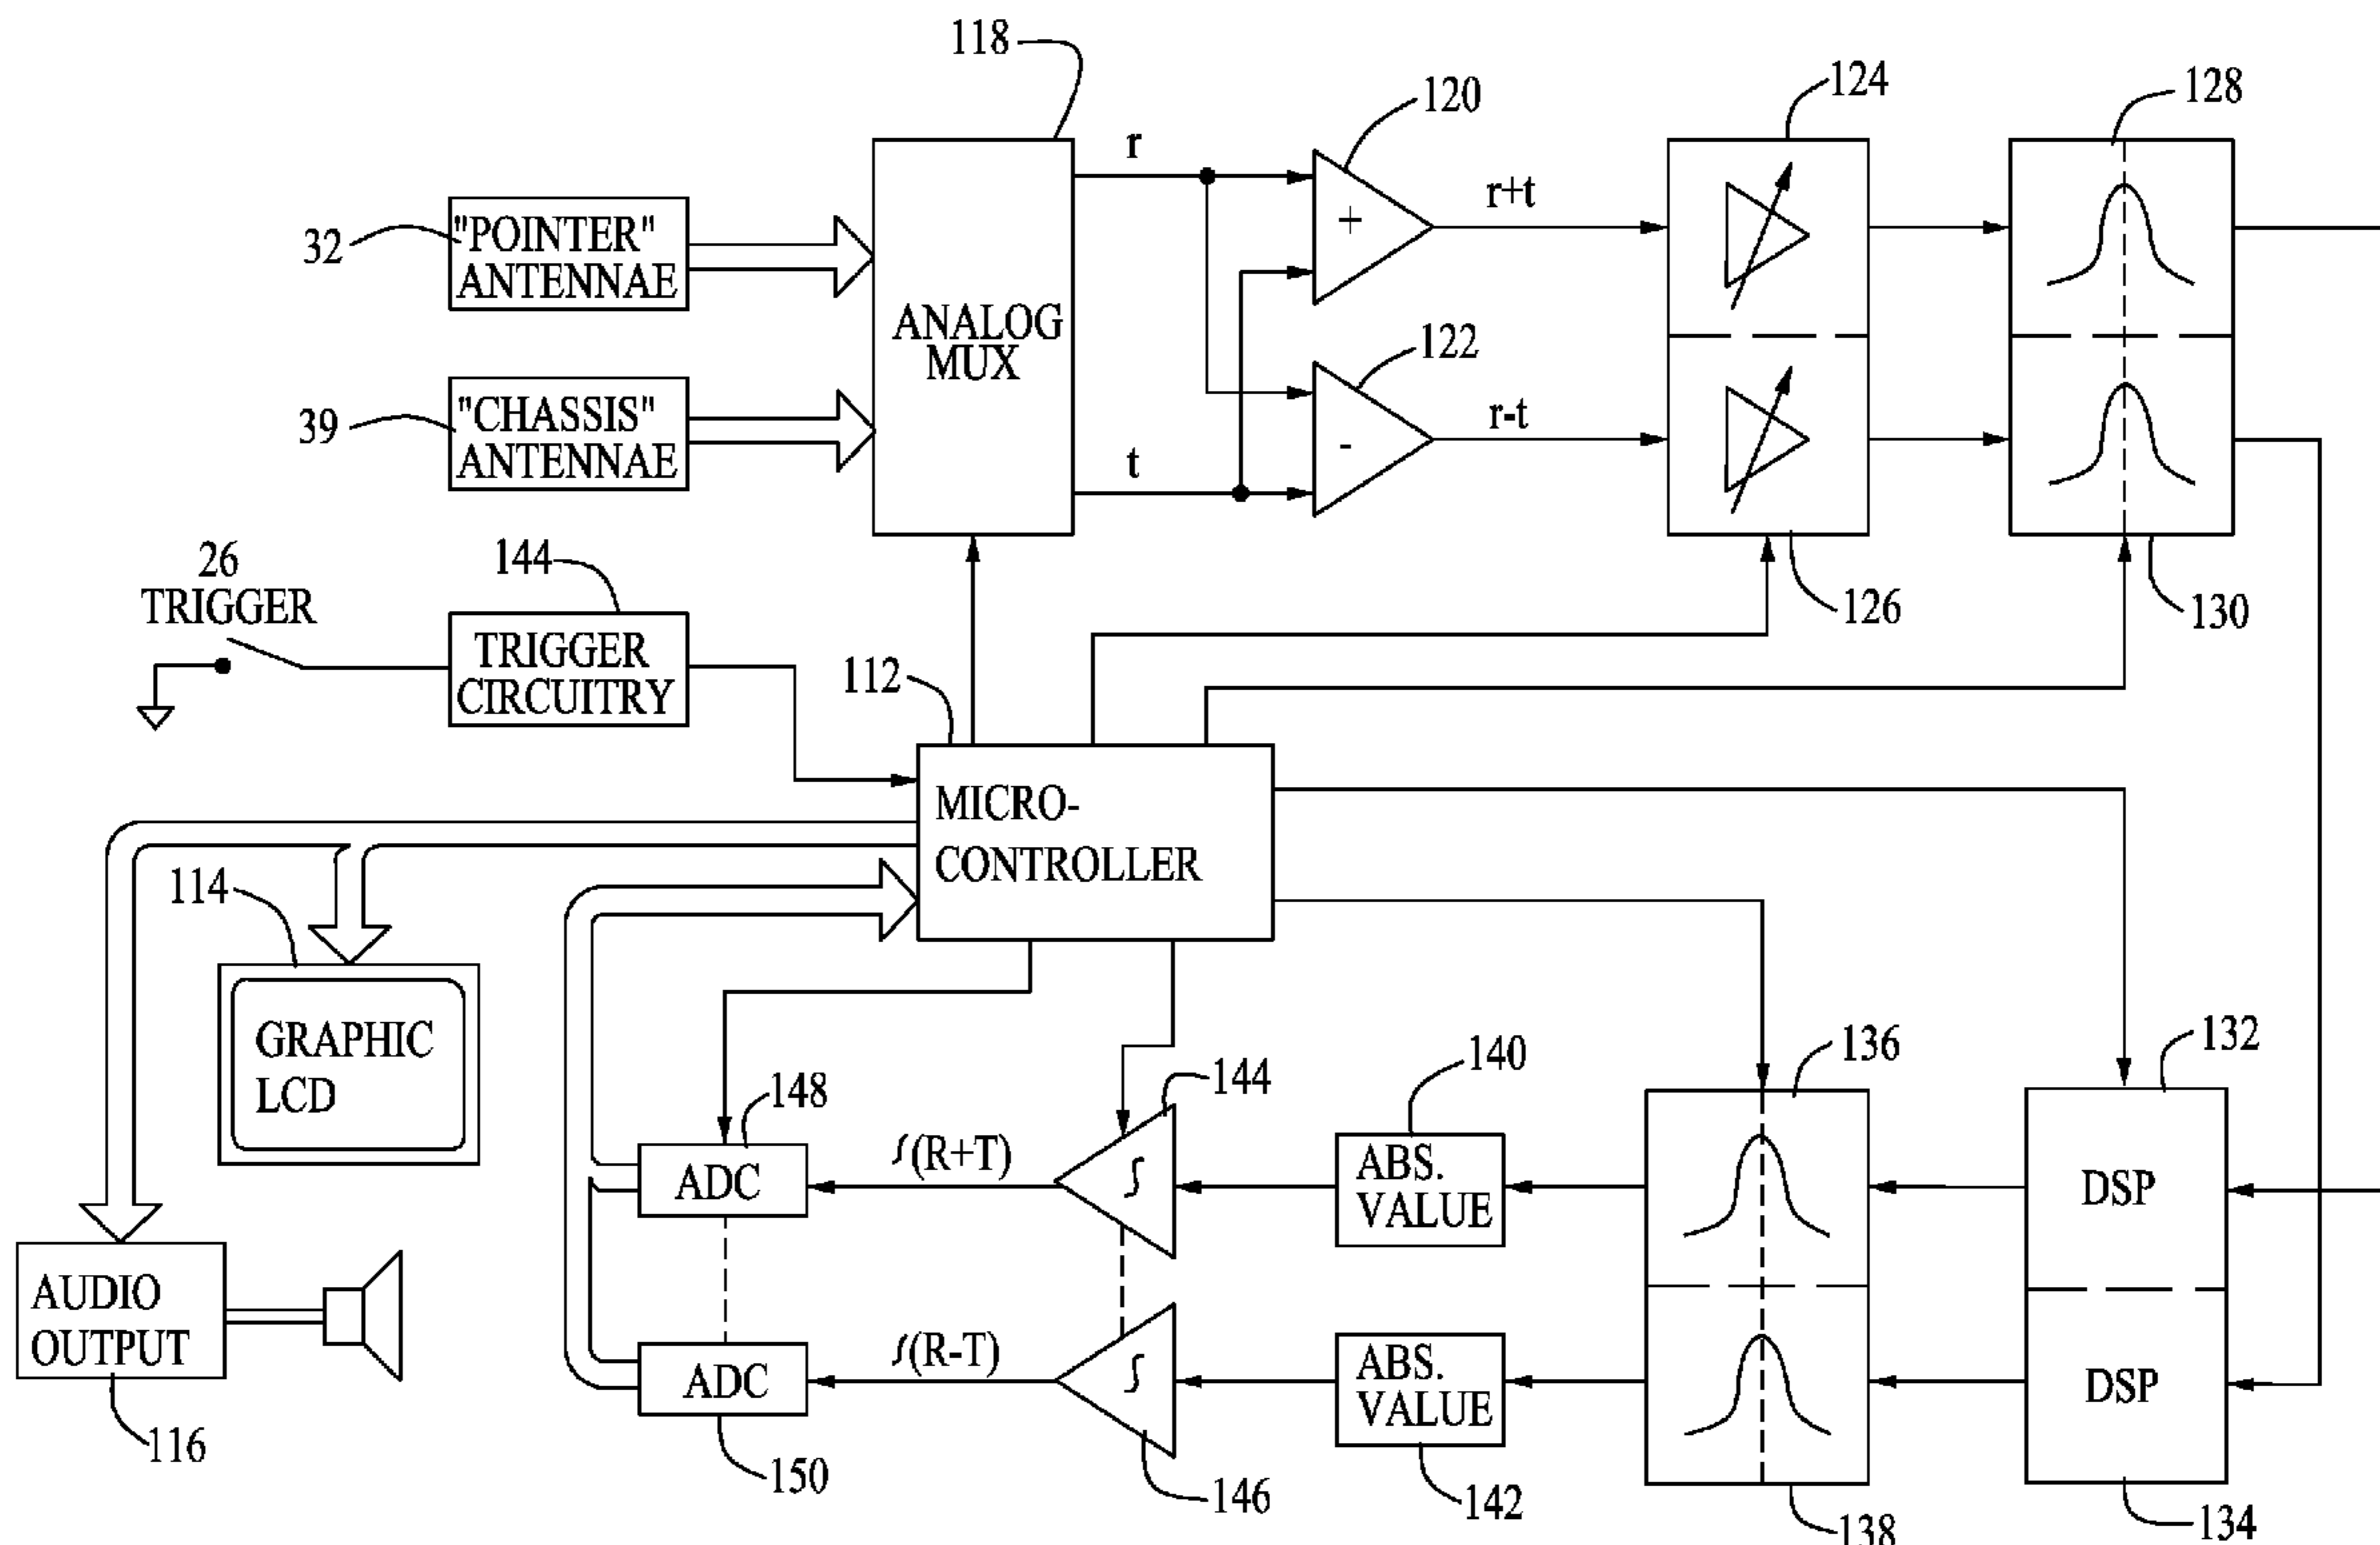 118
120
124
128
r
r+t
32
"POINTER"
ANTENNAE
+
ANALOG
MUX
122
39
"CHASSIS"
ANTENNAE
t
-
r-t
26
TRIGGER
144
TRIGGER
CIRCUITRY
126
130
112
MICRO-
CONTROLLER
114
GRAPHIC
LCD
148
ADC
∫(R+T)
∫
144
140
ABS.
VALUE
136
132
DSP
AUDIO
OUTPUT
116
ADC
150
∫(R-T)
∫
146
ABS.
VALUE
142
138
DSP
134